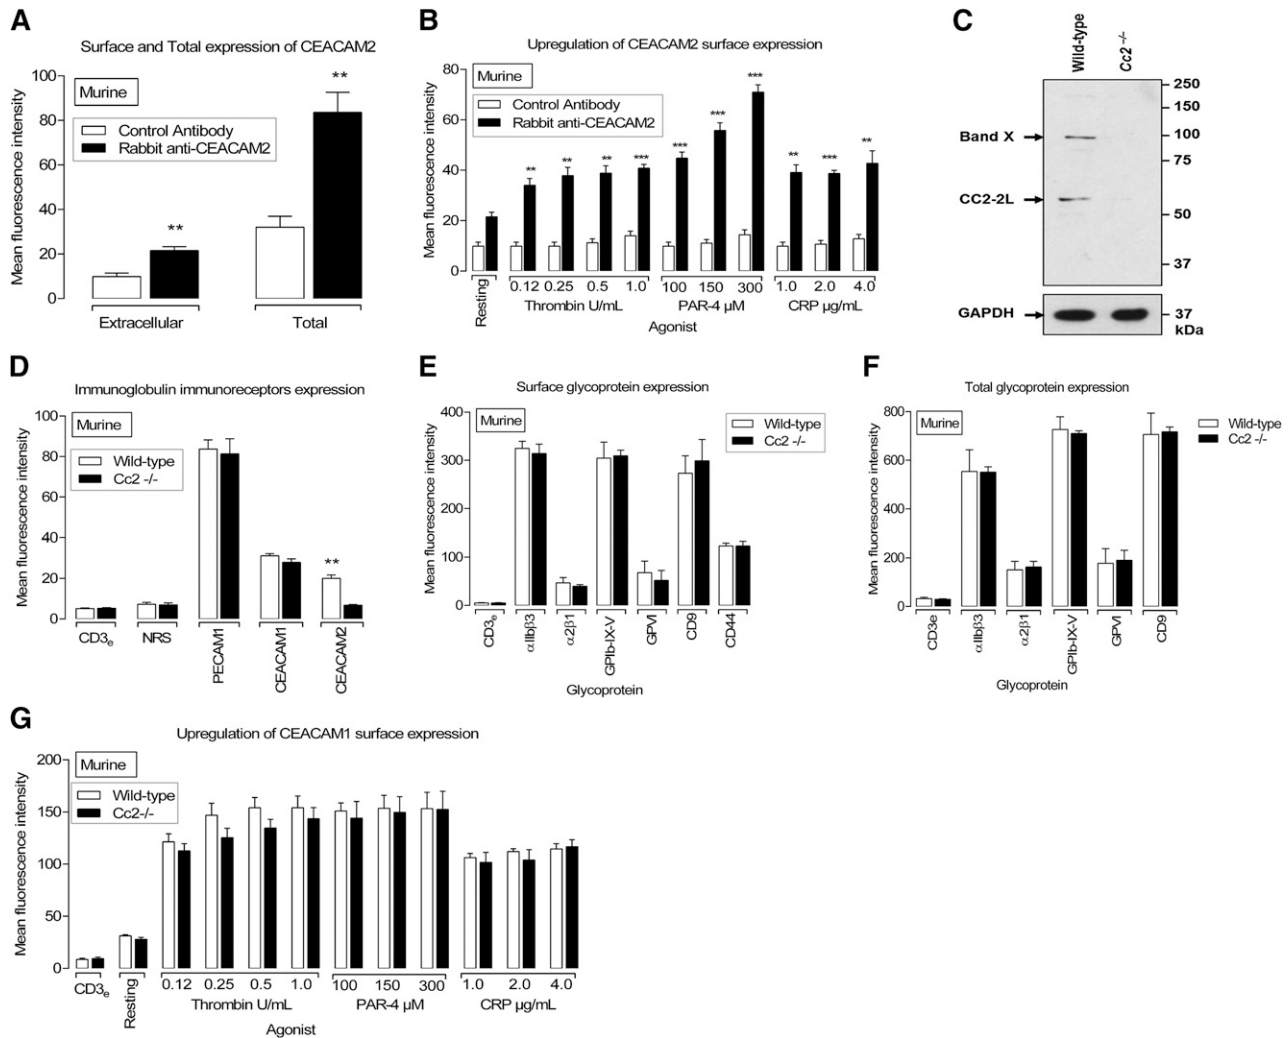 A
Surface and Total expression of CEACAM2
Mean fluorescence intensity
100
80
60
40
20
0
Murine
Control Antibody
Rabbit anti-CEACAM2
**
**
Extracellular
Total
B
Upregulation of CEACAM2 surface expression
Mean fluorescence intensity
80
60
40
20
0
Murine
Control Antibody
Rabbit anti-CEACAM2
** ** ** *** *** *** *** ** *** **
Resting
0.12 0.25 0.5 1.0 100 150 300 1.0 2.0 4.0
Thrombin U/mL PAR-4 µM CRP µg/mL
Agonist
C
Wild-type
Cc2 -/-
Band X
CC2-2L
GAPDH
250
150
100
75
50
37
37
kDa
D
Immunoglobulin immunoreceptors expression
Mean fluorescence intensity
100
80
60
40
20
0
Murine
Wild-type
Cc2 -/-
**
CD3e NRS PECAM1 CEACAM1 CEACAM2
E
Surface glycoprotein expression
Mean fluorescence intensity
400
300
200
100
0
Murine
Wild-type
Cc2 -/-
CD3e αIIbβ3 α2β1 GPIb-IX-V GPVI CD9 CD44
Glycoprotein
F
Total glycoprotein expression
Mean fluorescence intensity
800
600
400
200
0
Murine
Wild-type
Cc2 -/-
CD3e αIIbβ3 α2β1 GPIb-IX-V GPVI CD9
Glycoprotein
G
Upregulation of CEACAM1 surface expression
Mean fluorescence intensity
200
150
100
50
0
Murine
Wild-type
Cc2-/-
CD3e Resting
0.12 0.25 0.5 1.0 100 150 300 1.0 2.0 4.0
Thrombin U/mL PAR-4 µM CRP µg/mL
Agonist